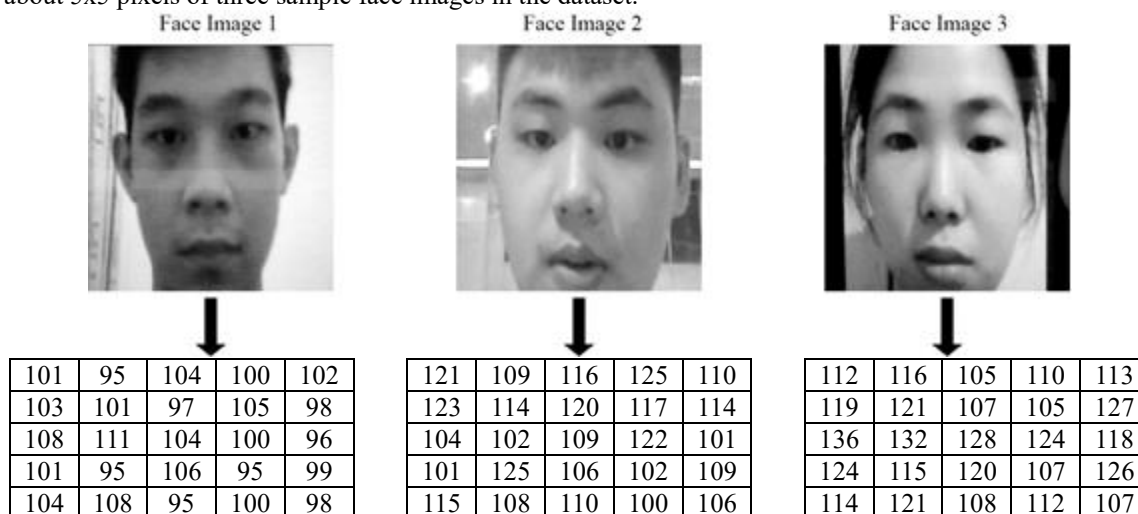 about 5x5 pixels of three sample face images in the dataset.
Face Image 1 Face Image 2 Face Image 3
101 95 104 100 102 121 109 116 125 110 112 116 105 110 113
103 101 97 105 98 123 114 120 117 114 119 121 107 105 127
108 111 104 100 96 104 102 109 122 101 136 132 128 124 118
101 95 106 95 99 101 125 106 102 109 124 115 120 107 126
104 108 95 100 98 115 108 110 100 106 114 121 108 112 107